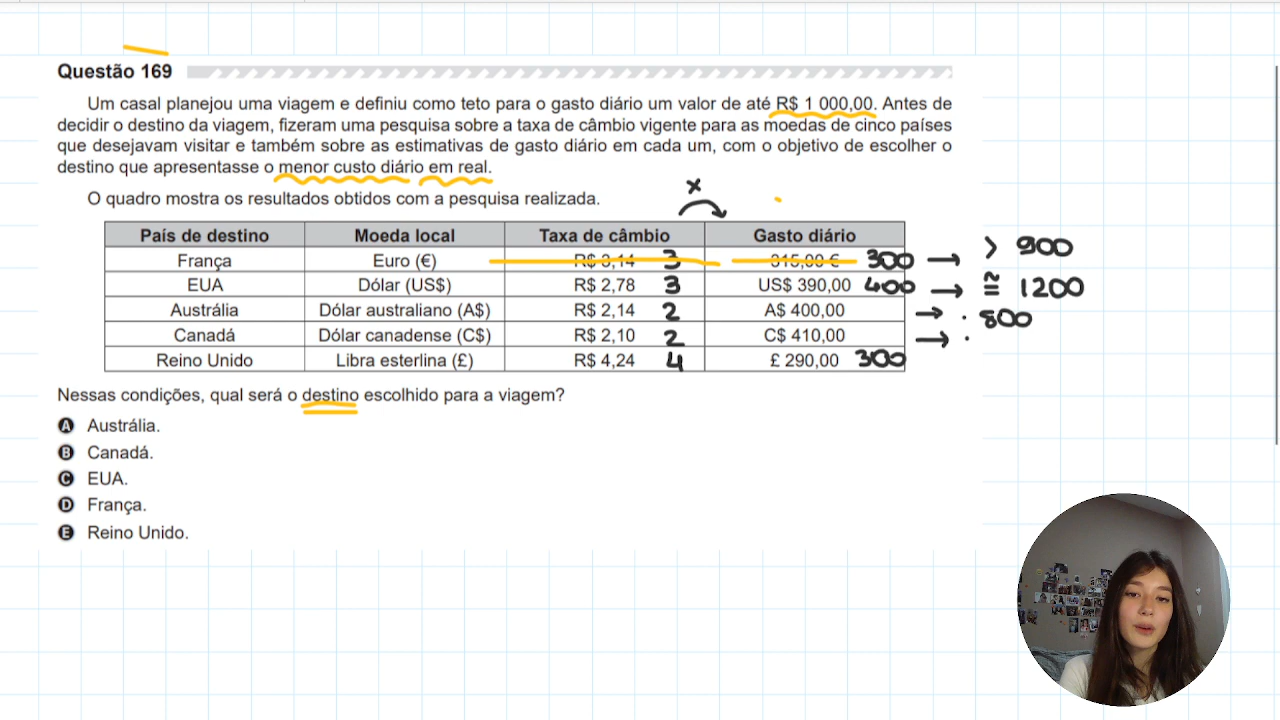 Questão 169
Um casal planejou uma viagem e definiu como teto para o gasto diário um valor de até R$ 1 000,00. Antes de
decidir o destino da viagem, fizeram uma pesquisa sobre a taxa de câmbio vigente para as moedas de cinco países
que desejavam visitar e também sobre as estimativas de gasto diário em cada um, com o objetivo de escolher o
destino que apresentasse o menor custo diário em real.
O quadro mostra os resultados obtidos com a pesquisa realizada.
x
País de destino Moeda local Taxa de câmbio Gasto diário
França Euro (€) R$ 3,14 3 315,00 € 300 → > 900
EUA Dólar (US$) R$ 2,78 3 US$ 390,00 400 → ≅ 1200
Austrália Dólar australiano (A$) R$ 2,14 2 A$ 400,00 → · 800
Canadá Dólar canadense (C$) R$ 2,10 2 C$ 410,00 → ·
Reino Unido Libra esterlina (£) R$ 4,24 4 £ 290,00 300
Nessas condições, qual será o destino escolhido para a viagem?
A Austrália.
B Canadá.
C EUA.
D França.
E Reino Unido.